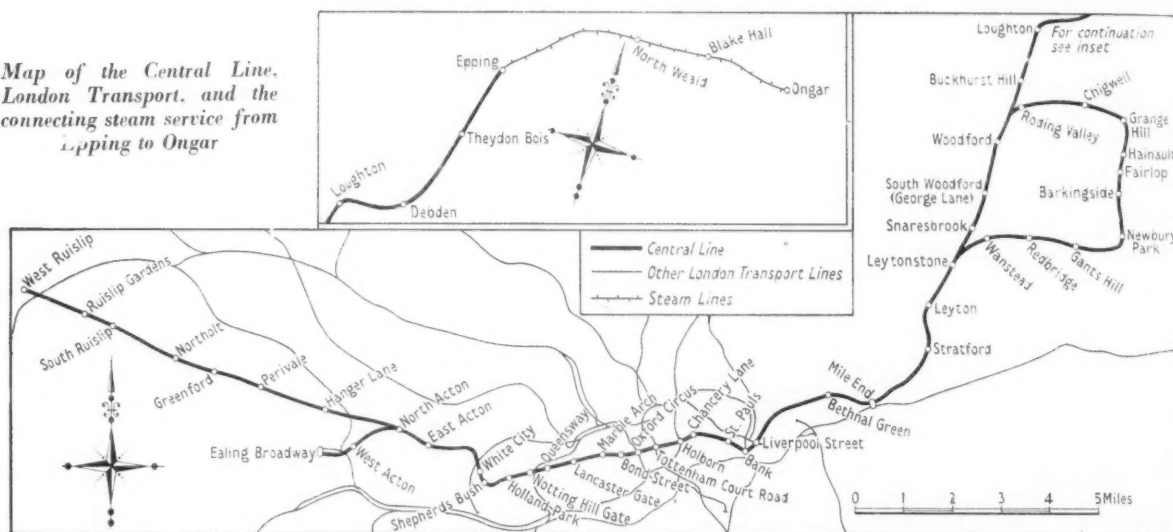 Map of the Central Line,
London Transport, and the
connecting steam service from
Epping to Ongar
Epping
North Weald
Blake Hall
Ongar
Theydon Bois
Loughton
Debden
Loughton
For continuation
see inset
Buckhurst Hill
Chigwell
Roding Valley
Grange
Hill
Woodford
Hainault
Fairlop
South Woodford
(George Lane)
Barkingside
Snaresbrook
Newbury
Park
Leytonstone
Wanstead
Redbridge
Gants Hill
Leyton
Stratford
Central Line
Other London Transport Lines
Steam Lines
West Ruislip
Ruislip Gardens
South Ruislip
Northolt
Greenford
Perivale
Hanger Lane
North Acton
East Acton
Ealing Broadway
West Acton
White City
Shepherds Bush
Holland Park
Notting Hill Gate
Queensway
Lancaster Gate
Marble Arch
Bond Street
Oxford Circus
Tottenham Court Road
Holborn
Chancery Lane
St. Pauls
Bank
Liverpool Street
Bethnal Green
Mile End
0 1 2 3 4 5 Miles